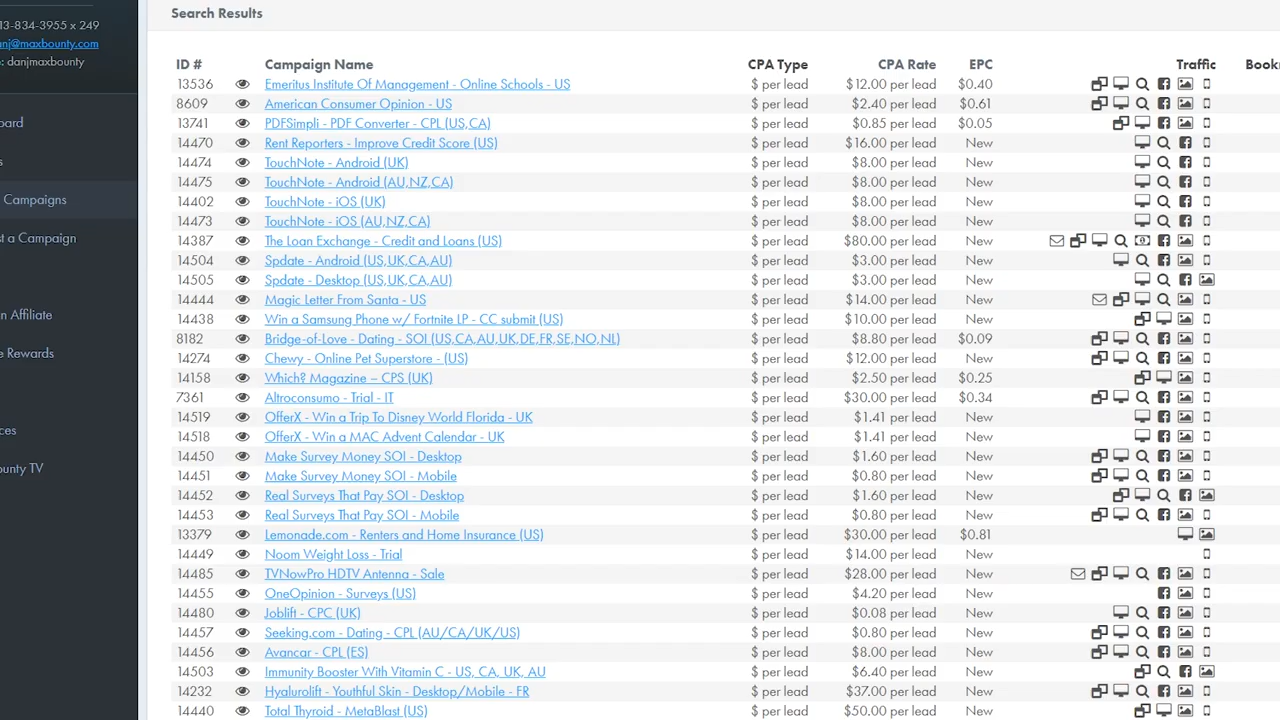 Search Results
13-834-3955 x 249
anj@maxbounty.com
e: danjmaxbounty
oard
s
Campaigns
t a Campaign
n Affiliate
e Rewards
ces
ounty TV
ID # Campaign Name CPA Type CPA Rate EPC Traffic Bookr
13536 Emeritus Institute Of Management - Online Schools - US $ per lead $12.00 per lead $0.40
8609 American Consumer Opinion - US $ per lead $2.40 per lead $0.61
13741 PDFSimpli - PDF Converter - CPL (US,CA) $ per lead $0.85 per lead $0.05
14470 Rent Reporters - Improve Credit Score (US) $ per lead $16.00 per lead New
14474 TouchNote - Android (UK) $ per lead $8.00 per lead New
14475 TouchNote - Android (AU,NZ,CA) $ per lead $8.00 per lead New
14402 TouchNote - iOS (UK) $ per lead $8.00 per lead New
14473 TouchNote - iOS (AU,NZ,CA) $ per lead $8.00 per lead New
14387 The Loan Exchange - Credit and Loans (US) $ per lead $80.00 per lead New
14504 Spdate - Android (US,UK,CA,AU) $ per lead $3.00 per lead New
14505 Spdate - Desktop (US,UK,CA,AU) $ per lead $3.00 per lead New
14444 Magic Letter From Santa - US $ per lead $14.00 per lead New
14438 Win a Samsung Phone w/ Fortnite LP - CC submit (US) $ per lead $10.00 per lead New
8182 Bridge-of-Love - Dating - SOI (US,CA,AU,UK,DE,FR,SE,NO,NL) $ per lead $8.80 per lead $0.09
14274 Chewy - Online Pet Superstore - (US) $ per lead $12.00 per lead New
14158 Which? Magazine – CPS (UK) $ per lead $2.50 per lead $0.25
7361 Altroconsumo - Trial - IT $ per lead $30.00 per lead $0.34
14519 OfferX - Win a Trip To Disney World Florida - UK $ per lead $1.41 per lead New
14518 OfferX - Win a MAC Advent Calendar - UK $ per lead $1.41 per lead New
14450 Make Survey Money SOI - Desktop $ per lead $1.60 per lead New
14451 Make Survey Money SOI - Mobile $ per lead $0.80 per lead New
14452 Real Surveys That Pay SOI - Desktop $ per lead $1.60 per lead New
14453 Real Surveys That Pay SOI - Mobile $ per lead $0.80 per lead New
13379 Lemonade.com - Renters and Home Insurance (US) $ per lead $30.00 per lead $0.81
14449 Noom Weight Loss - Trial $ per lead $14.00 per lead New
14485 TVNowPro HDTV Antenna - Sale $ per lead $28.00 per lead New
14455 OneOpinion - Surveys (US) $ per lead $4.20 per lead New
14480 Joblift - CPC (UK) $ per lead $0.08 per lead New
14457 Seeking.com - Dating - CPL (AU/CA/UK/US) $ per lead $0.80 per lead New
14456 Avancar - CPL (ES) $ per lead $8.00 per lead New
14503 Immunity Booster With Vitamin C - US, CA, UK, AU $ per lead $6.40 per lead New
14232 Hyalurolift - Youthful Skin - Desktop/Mobile - FR $ per lead $37.00 per lead New
14440 Total Thyroid - MetaBlast (US) $ per lead $50.00 per lead New